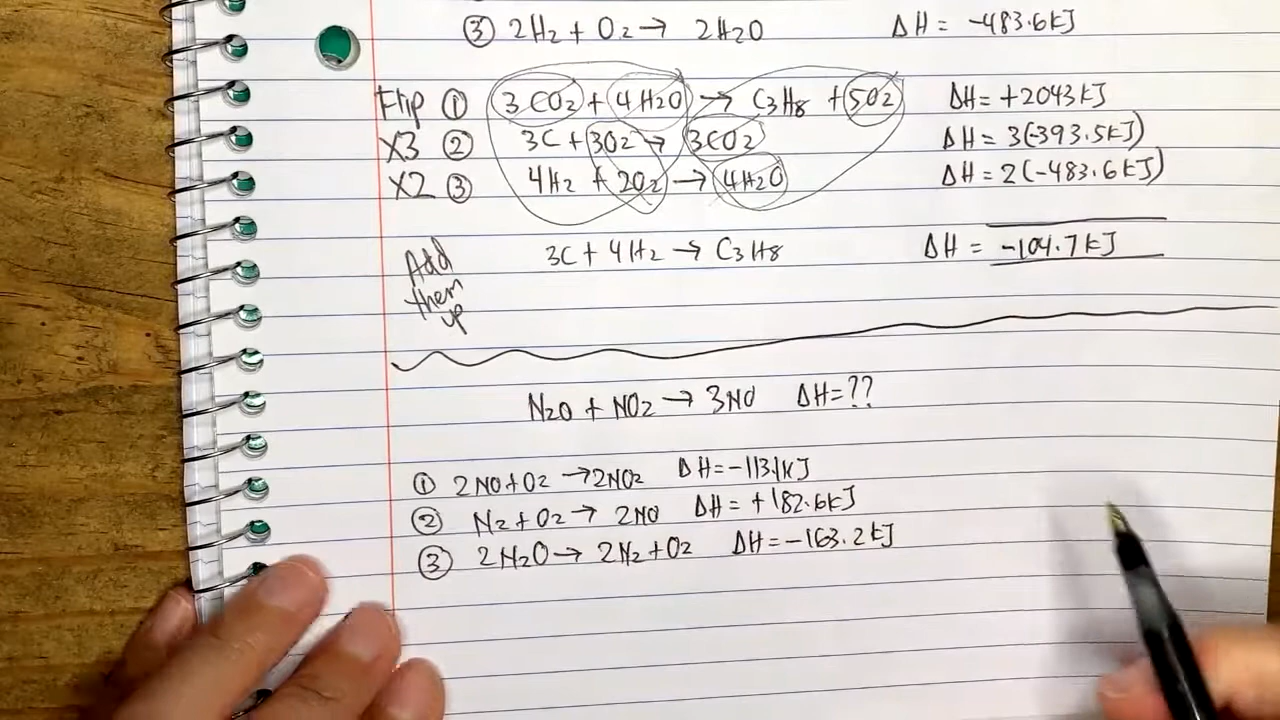 ③ 2H₂ + O₂ → 2H₂O ΔH = -483.6kJ
Flip ① 3CO₂ + 4H₂O → C₃H₈ + 5O₂ ΔH = +2043kJ
X3 ② 3C + 3O₂ → 3CO₂ ΔH = 3(-393.5kJ)
X2 ③ 4H₂ + 2O₂ → 4H₂O ΔH = 2(-483.6kJ)
Add them up 3C + 4H₂ → C₃H₈ ΔH = -104.7kJ
N₂O + NO₂ → 3NO ΔH = ??
① 2NO + O₂ → 2NO₂ ΔH = -113.1kJ
② N₂ + O₂ → 2NO ΔH = +182.6kJ
③ 2N₂O → 2N₂ + O₂ ΔH = -163.2kJ